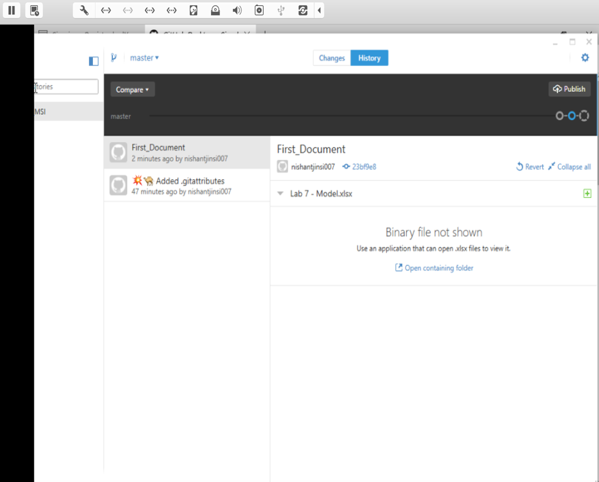 master
Changes
History
tories
MSI
Compare
Publish
master
First_Document
2 minutes ago by nishantjinsi007
Added .gitattributes
47 minutes ago by nishantjinsi007
First_Document
nishantjinsi007
23bf9e8
Revert
Collapse all
Lab 7 - Model.xlsx
Binary file not shown
Use an application that can open .xlsx files to view it.
Open containing folder